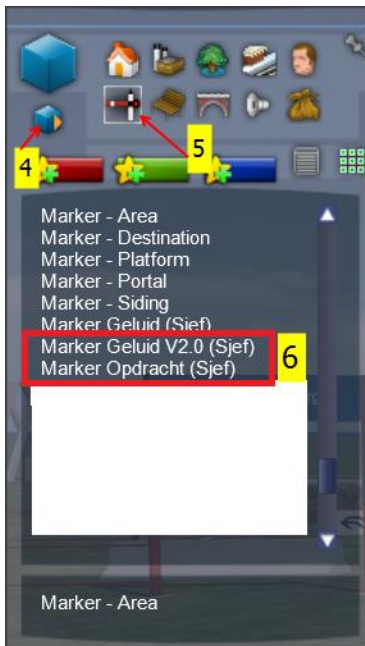 4
5
Marker - Area
Marker - Destination
Marker - Platform
Marker - Portal
Marker - Siding
Marker Geluid (Sjef)
Marker Geluid V2.0 (Sjef)
Marker Opdracht (Sjef)
6
Marker - Area